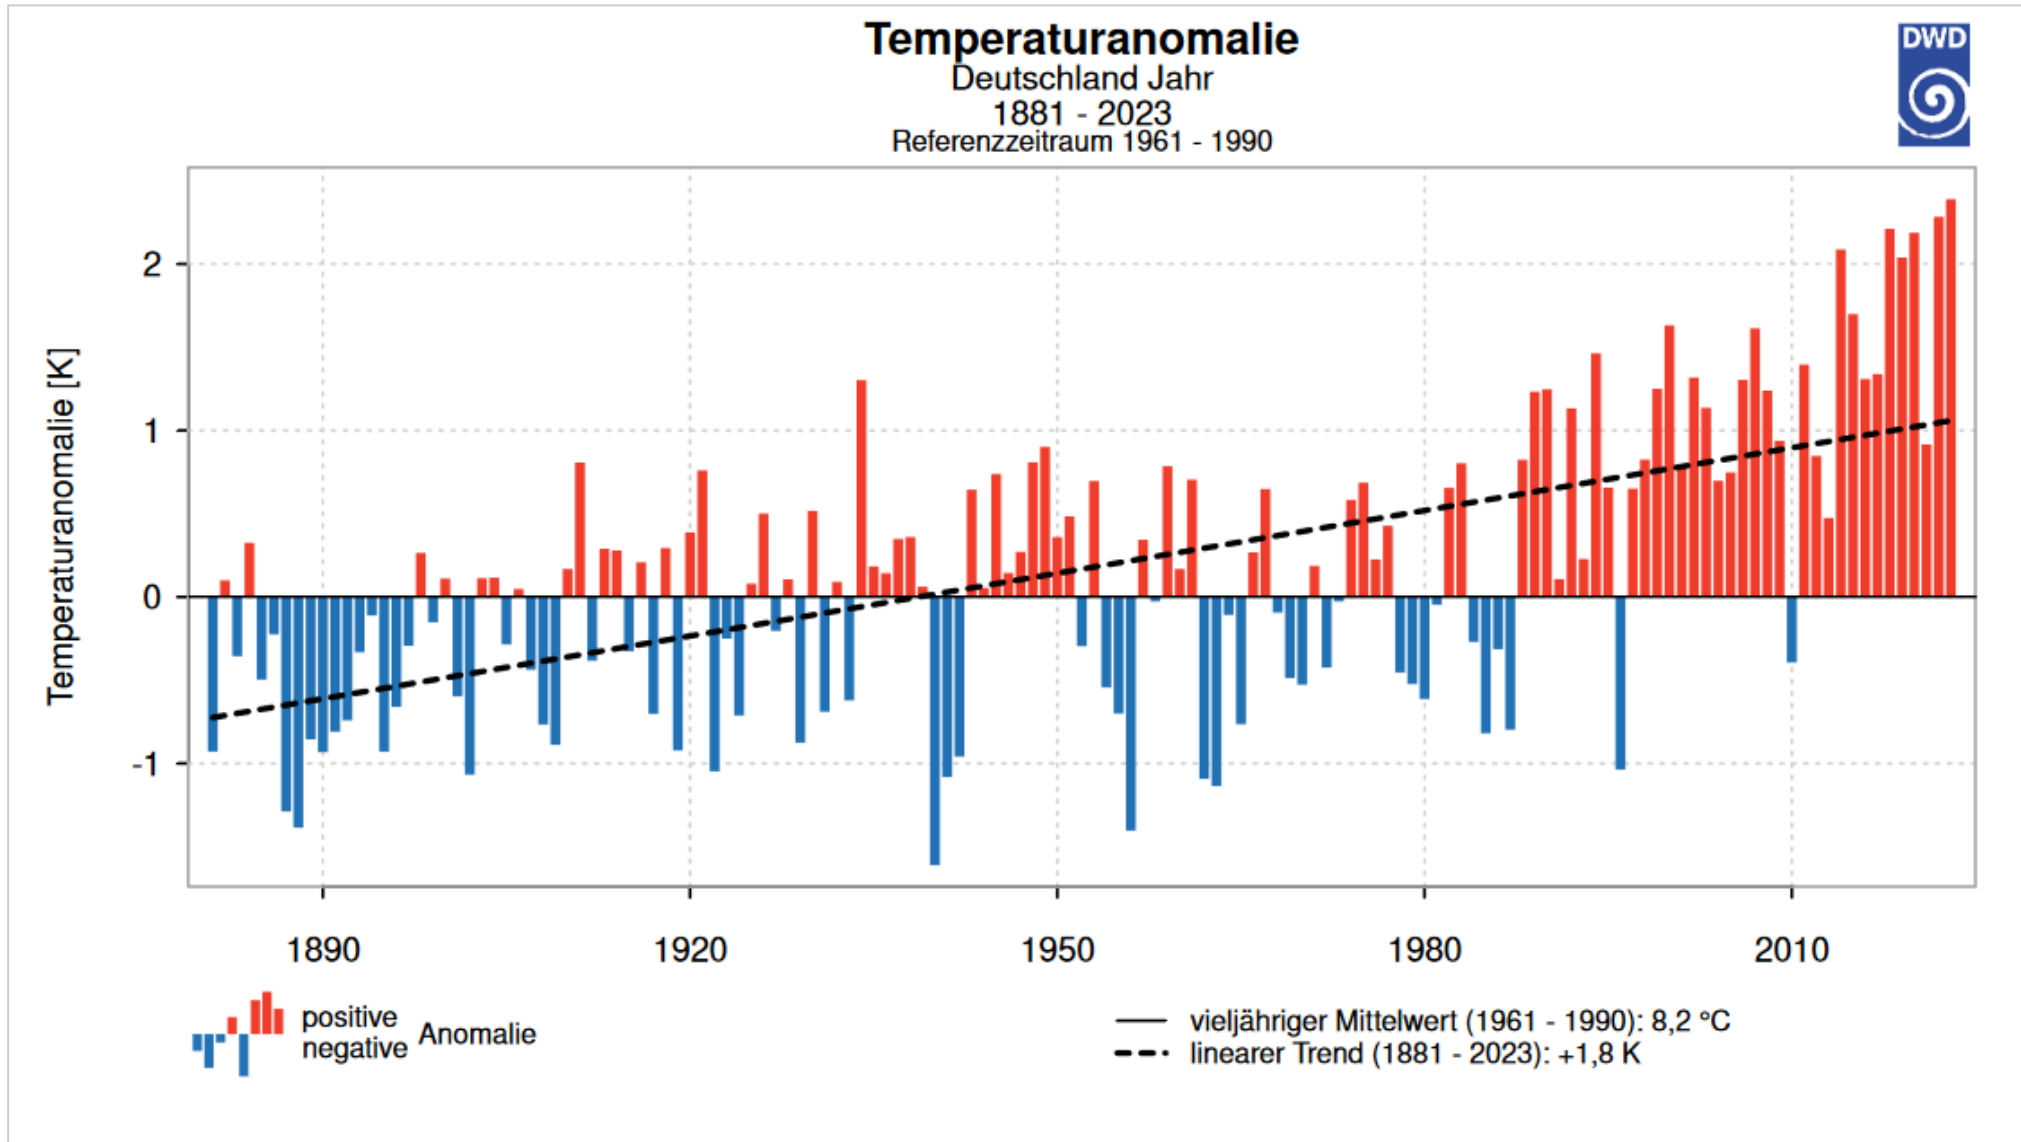 Temperaturanomalie
Deutschland Jahr
1881 - 2023
Referenzzeitraum 1961 - 1990
DWD
Temperaturanomalie [K]
2
1
0
-1
1890 1920 1950 1980 2010
positive
negative
Anomalie
vieljähriger Mittelwert (1961 - 1990): 8,2 °C
linearer Trend (1881 - 2023): +1,8 K